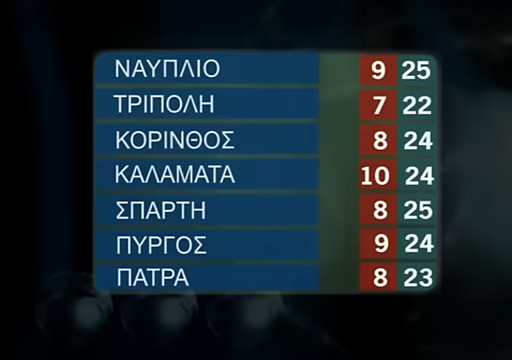 ΝΑΥΠΛΙΟ 9 25
ΤΡΙΠΟΛΗ 7 22
ΚΟΡΙΝΘΟΣ 8 24
ΚΑΛΑΜΑΤΑ 10 24
ΣΠΑΡΤΗ 8 25
ΠΥΡΓΟΣ 9 24
ΠΑΤΡΑ 8 23